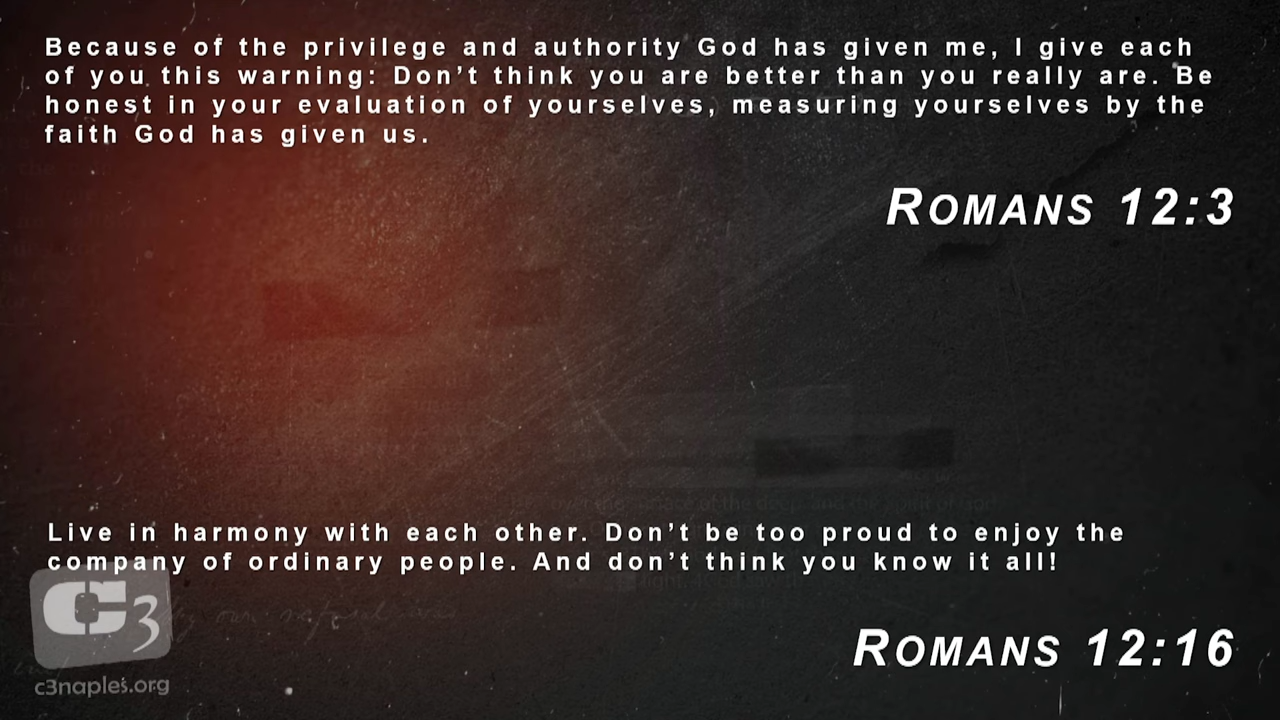 Because of the privilege and authority God has given me, I give each
of you this warning: Don’t think you are better than you really are. Be
honest in your evaluation of yourselves, measuring yourselves by the
faith God has given us.
ROMANS 12:3
Live in harmony with each other. Don’t be too proud to enjoy the
company of ordinary people. And don’t think you know it all!
C3
ROMANS 12:16
c3naples.org